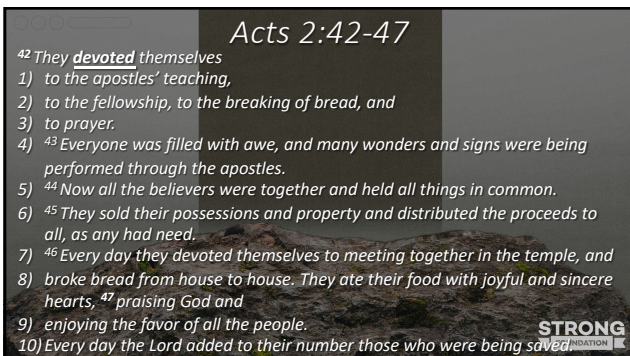 Acts 2:42-47
42 They devoted themselves
1) to the apostles’ teaching,
2) to the fellowship, to the breaking of bread, and
3) to prayer.
4) 43 Everyone was filled with awe, and many wonders and signs were being
performed through the apostles.
5) 44 Now all the believers were together and held all things in common.
6) 45 They sold their possessions and property and distributed the proceeds to
all, as any had need.
7) 46 Every day they devoted themselves to meeting together in the temple, and
8) broke bread from house to house. They ate their food with joyful and sincere
hearts, 47 praising God and
9) enjoying the favor of all the people.
10) Every day the Lord added to their number those who were being saved.
STRONG
FOUNDATION